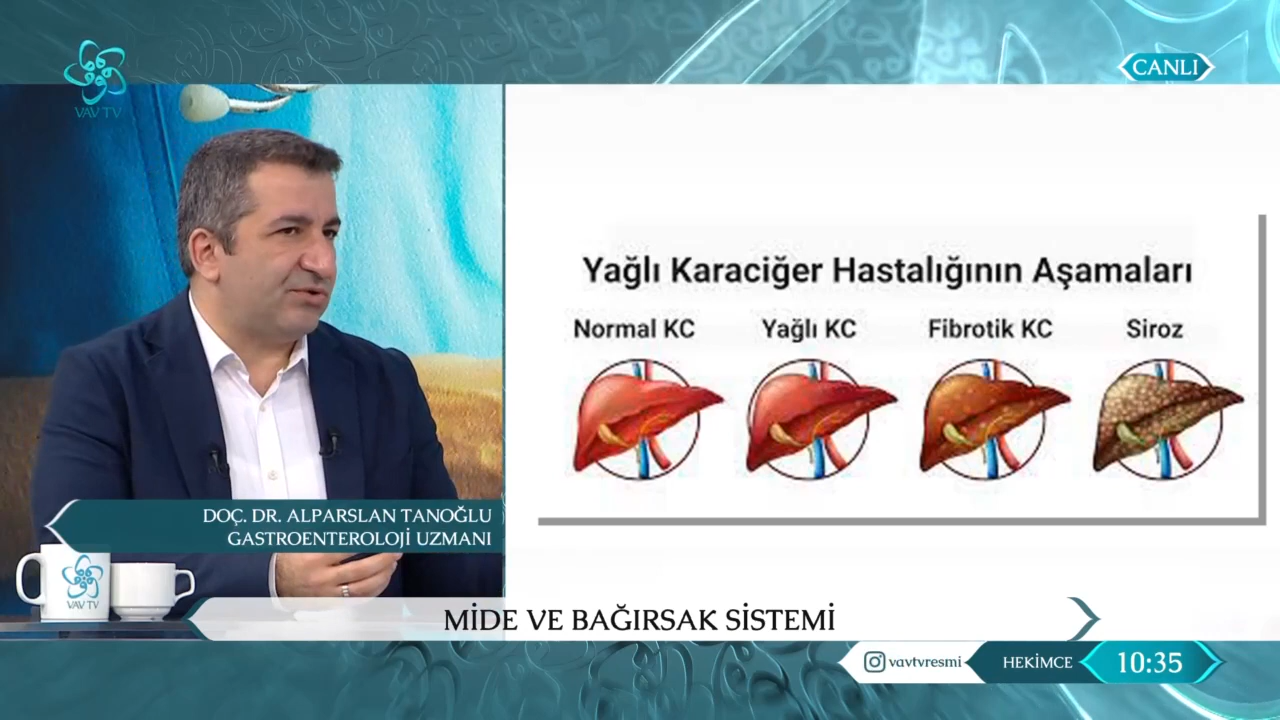 VAV TV
CANLI
Yağlı Karaciğer Hastalığının Aşamaları
Normal KC
Yağlı KC
Fibrotik KC
Siroz
DOÇ. DR. ALPARSLAN TANOĞLU
GASTROENTEROLOJİ UZMANI
VAV TV
MİDE VE BAĞIRSAK SİSTEMİ
vavtvresmi
HEKİMCE
10:35